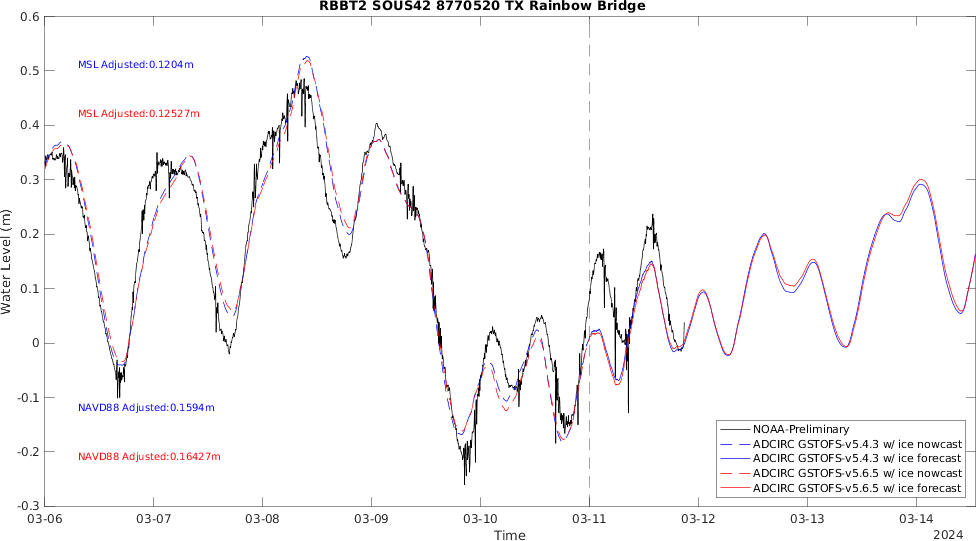 RBBT2 SOUS42 8770520 TX Rainbow Bridge
0.6
0.5
0.4
0.3
0.2
0.1
0
-0.1
-0.2
-0.3
Water Level (m)
MSL Adjusted:0.1204m
MSL Adjusted:0.12527m
NAVD88 Adjusted:0.1594m
NAVD88 Adjusted:0.16427m
NOAA-Preliminary
ADCIRC GSTOFS-v5.4.3 w/ ice nowcast
ADCIRC GSTOFS-v5.4.3 w/ ice forecast
ADCIRC GSTOFS-v5.6.5 w/ ice nowcast
ADCIRC GSTOFS-v5.6.5 w/ ice forecast
03-06 03-07 03-08 03-09 03-10 03-11 03-12 03-13 03-14
Time
2024